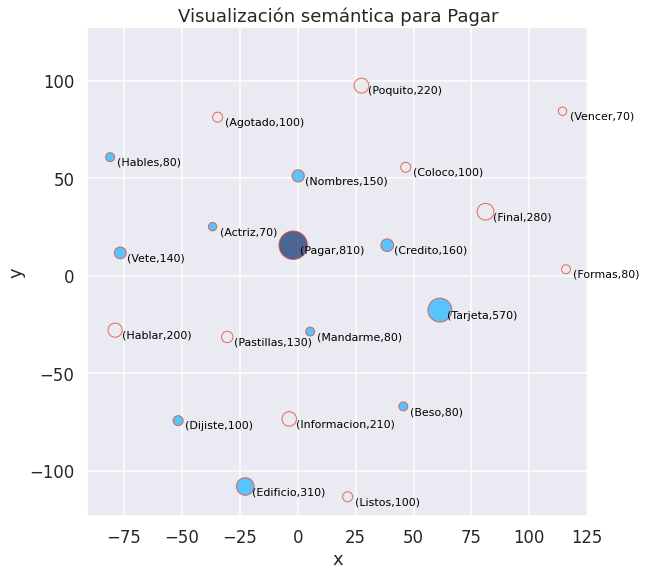 Visualización semántica para Pagar
y
100
50
0
−50
−100
(Poquito,220)
(Vencer,70)
(Agotado,100)
(Hables,80)
(Coloco,100)
(Nombres,150)
(Final,280)
(Actriz,70)
(Pagar,810)
(Credito,160)
(Vete,140)
(Formas,80)
(Tarjeta,570)
(Hablar,200)
(Pastillas,130)
(Mandarme,80)
(Beso,80)
(Dijiste,100)
(Informacion,210)
(Edificio,310)
(Listos,100)
−75 −50 −25 0 25 50 75 100 125
x